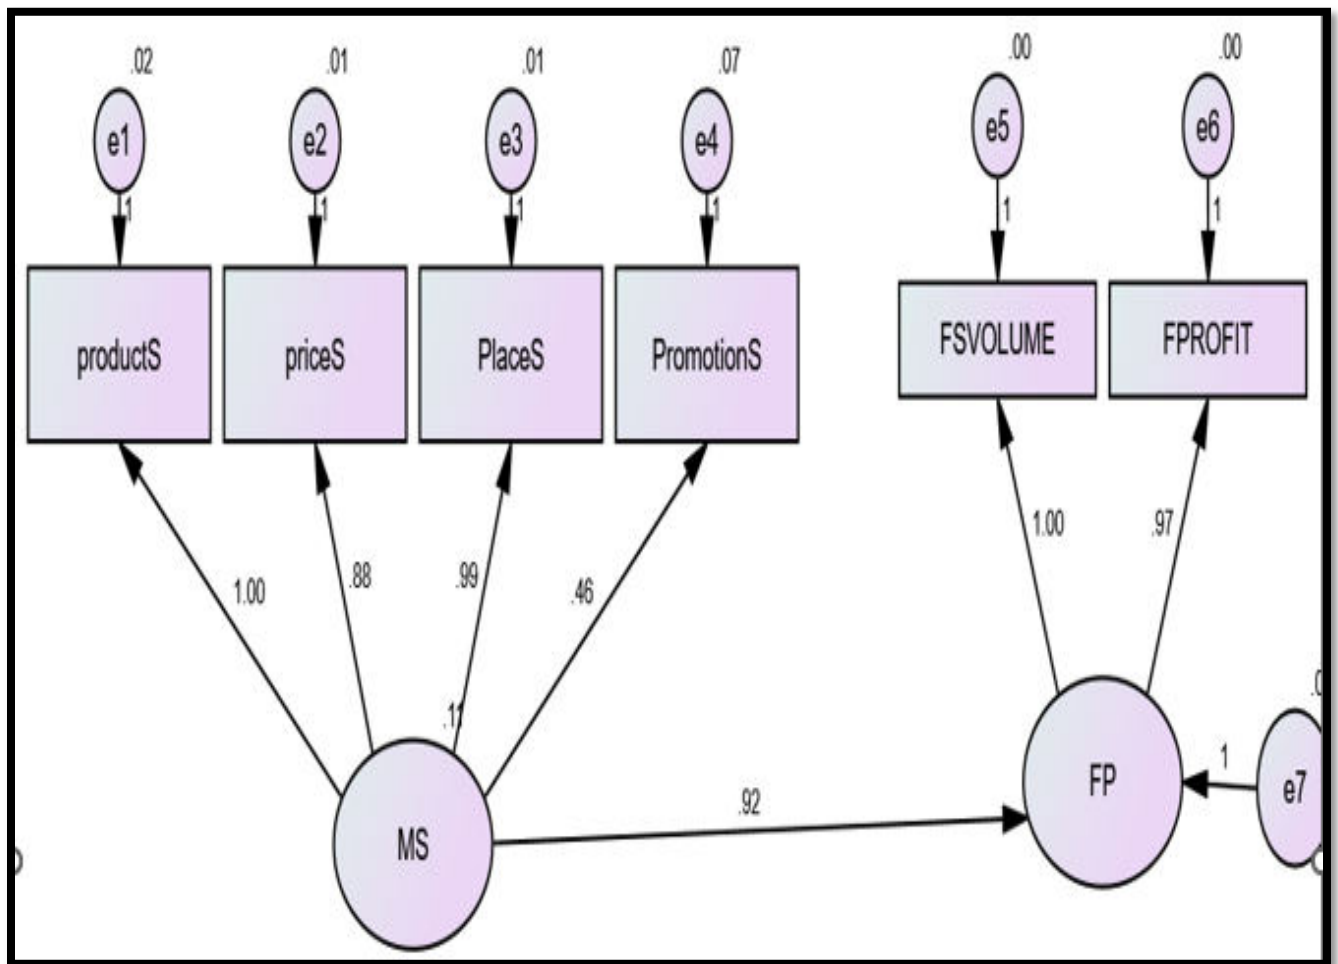 .02 .01 .01 .07 .00 .00
e1 e2 e3 e4 e5 e6
1 1 1 1 1 1
productS priceS PlaceS PromotionS FSVOLUME FPROFIT
1.00 .88 .99 .46 1.00 .97
.11
MS .92 FP 1 e7